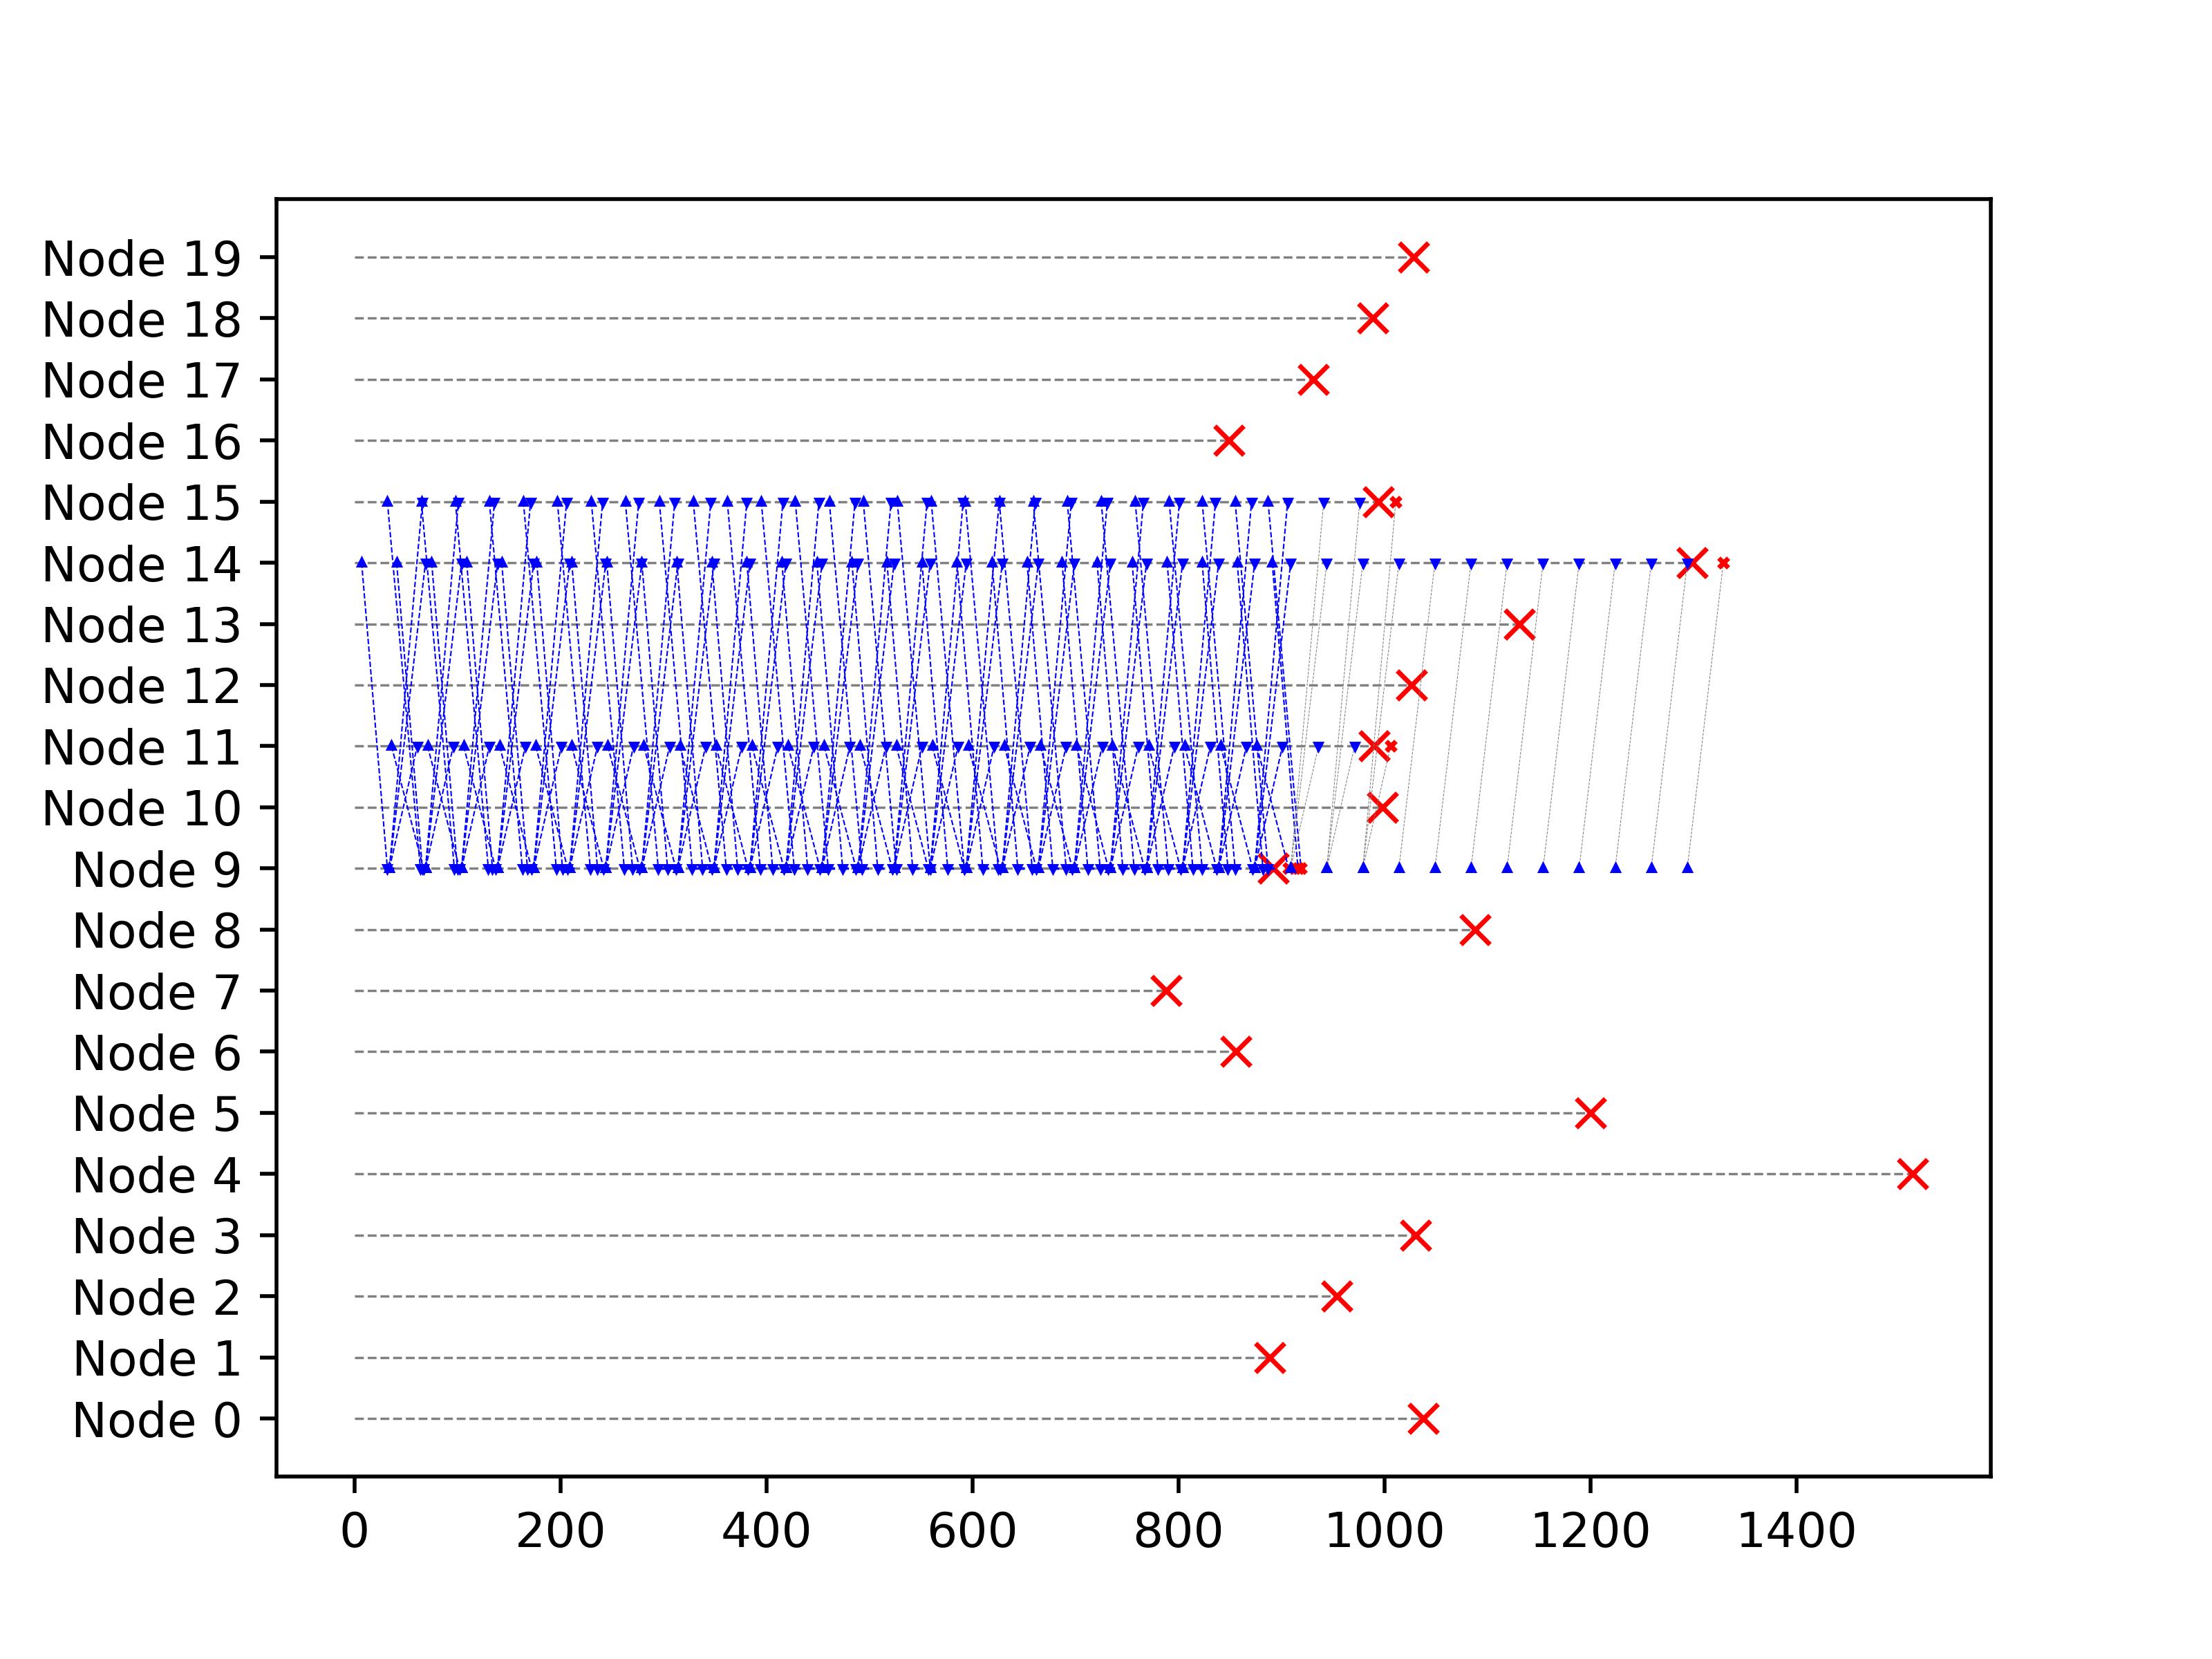 Node 19
Node 18
Node 17
Node 16
Node 15
Node 14
Node 13
Node 12
Node 11
Node 10
Node 9
Node 8
Node 7
Node 6
Node 5
Node 4
Node 3
Node 2
Node 1
Node 0
0 200 400 600 800 1000 1200 1400